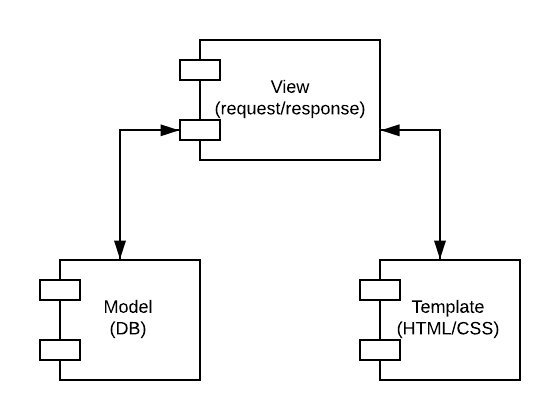 View
(request/response)
Model
(DB)
Template
(HTML/CSS)